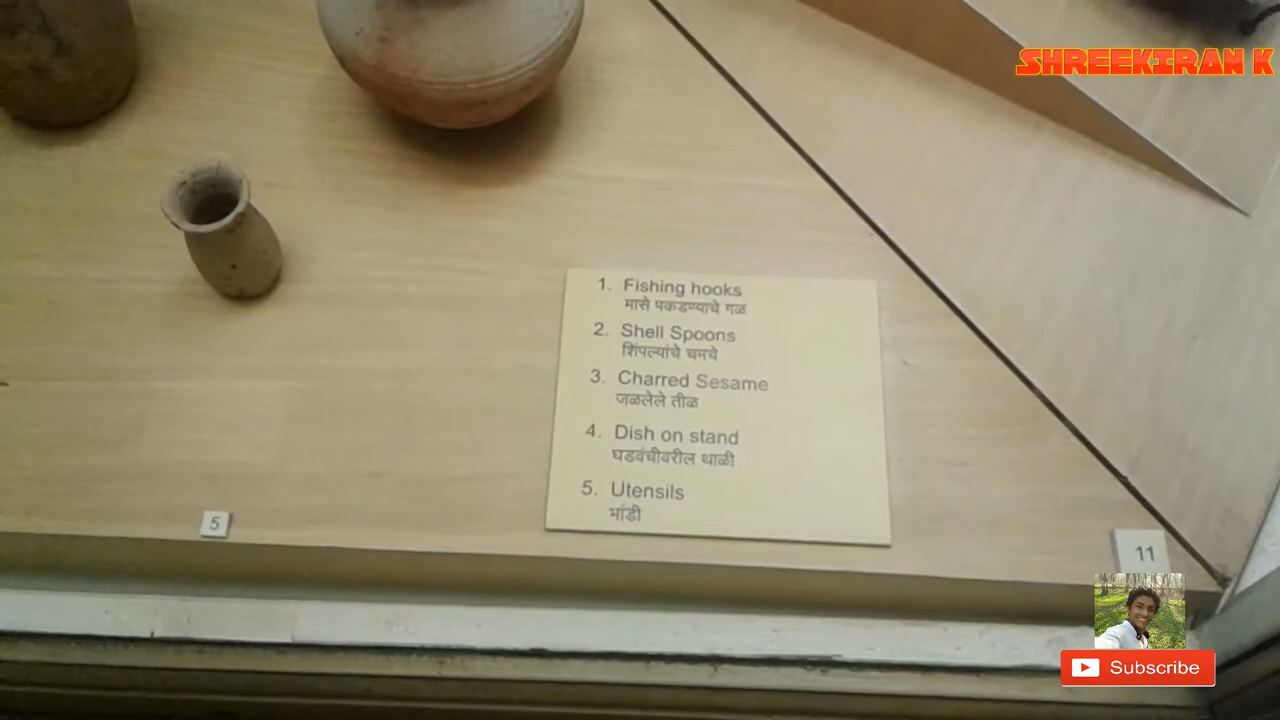 SHREEKIRAN K
1. Fishing hooks
मासे पकडण्याचे गळ
2. Shell Spoons
शिंपल्यांचे चमचे
3. Charred Sesame
जळलेले तीळ
4. Dish on stand
घडवंचीवरील थाळी
5. Utensils
भांडी
5
11
Subscribe